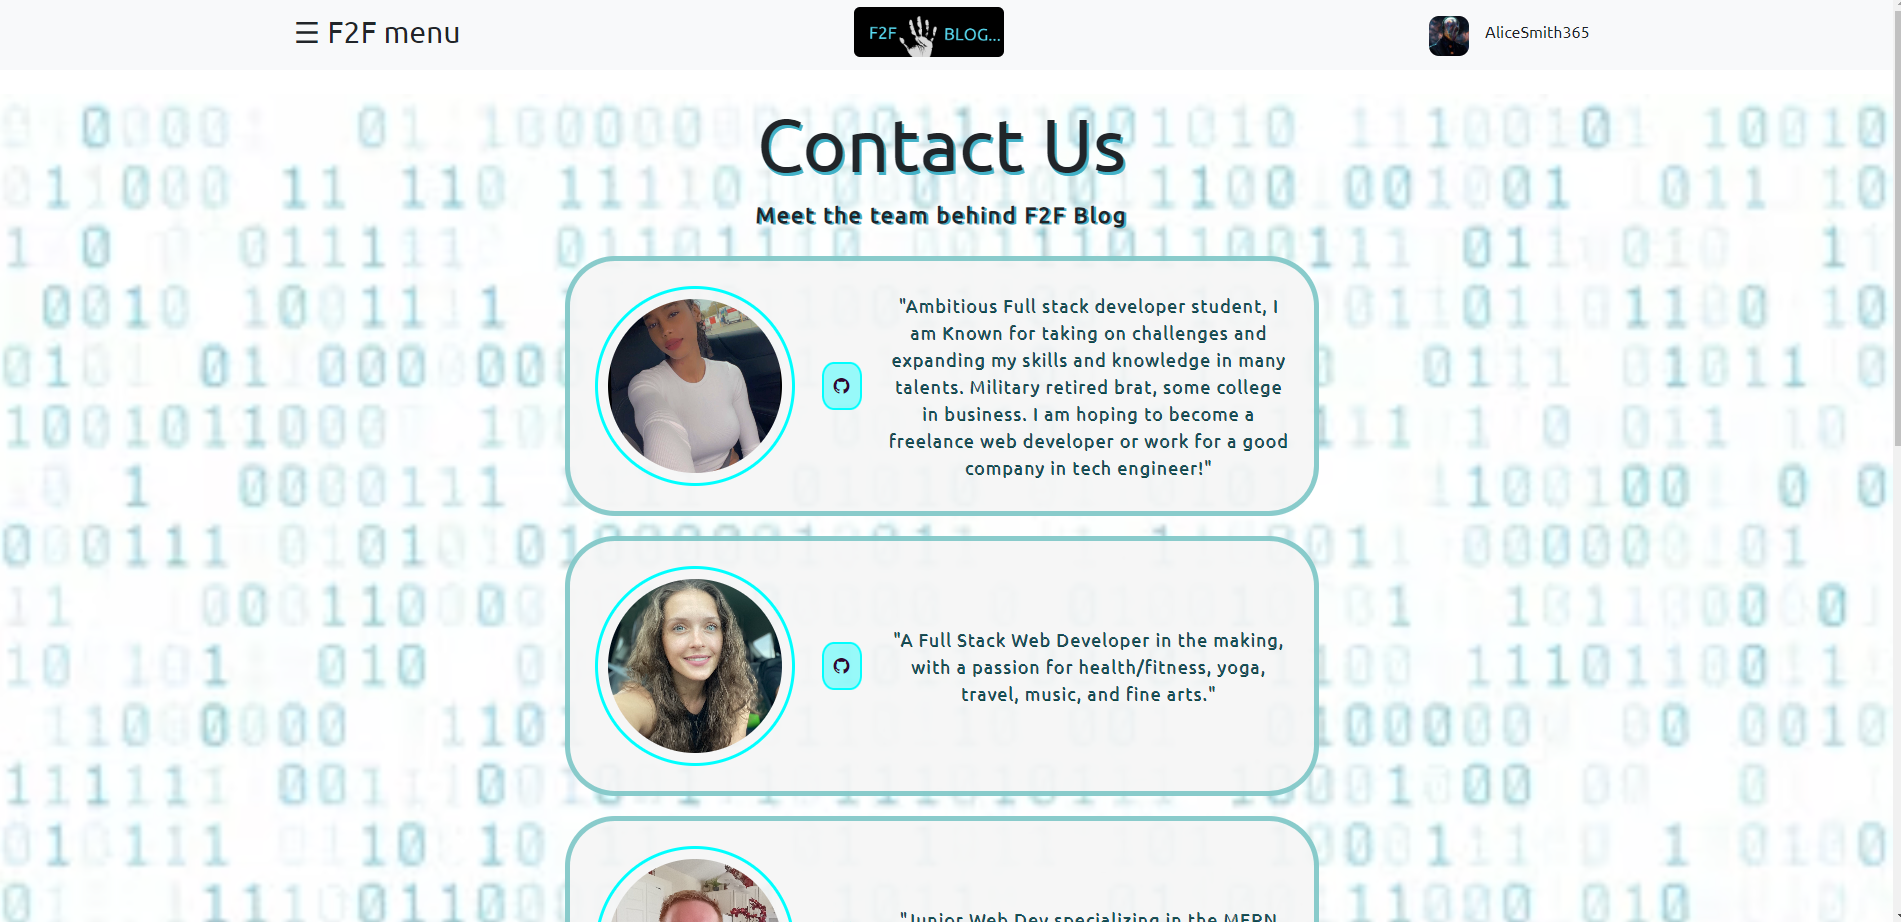 ☰ F2F menu
F2F BLOG...
AliceSmith365
Contact Us
Meet the team behind F2F Blog
"Ambitious Full stack developer student, I
am Known for taking on challenges and
expanding my skills and knowledge in many
talents. Military retired brat, some college
in business. I am hoping to become a
freelance web developer or work for a good
company in tech engineer!"
"A Full Stack Web Developer in the making,
with a passion for health/fitness, yoga,
travel, music, and fine arts."
"Junior Web Dev specializing in the MERN